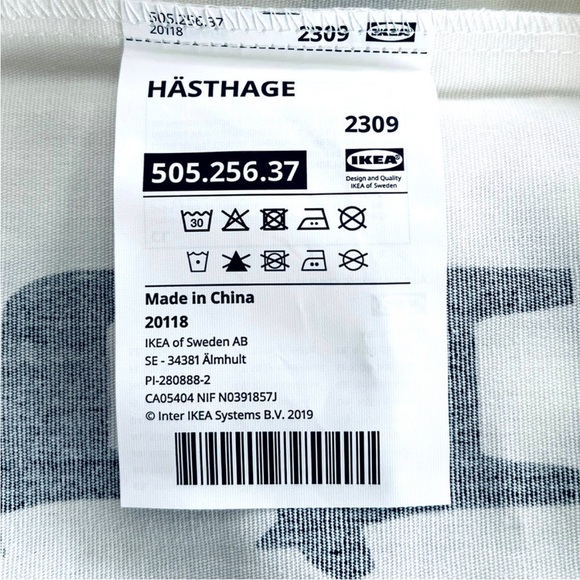 505.256.37
20118
2309 IKEA
HÄSTHAGE
2309
505.256.37
IKEA®
Design and Quality
IKEA of Sweden
30
Made in China
20118
IKEA of Sweden AB
SE - 34381 Älmhult
PI-280888-2
CA05404 NIF N0391857J
© Inter IKEA Systems B.V. 2019